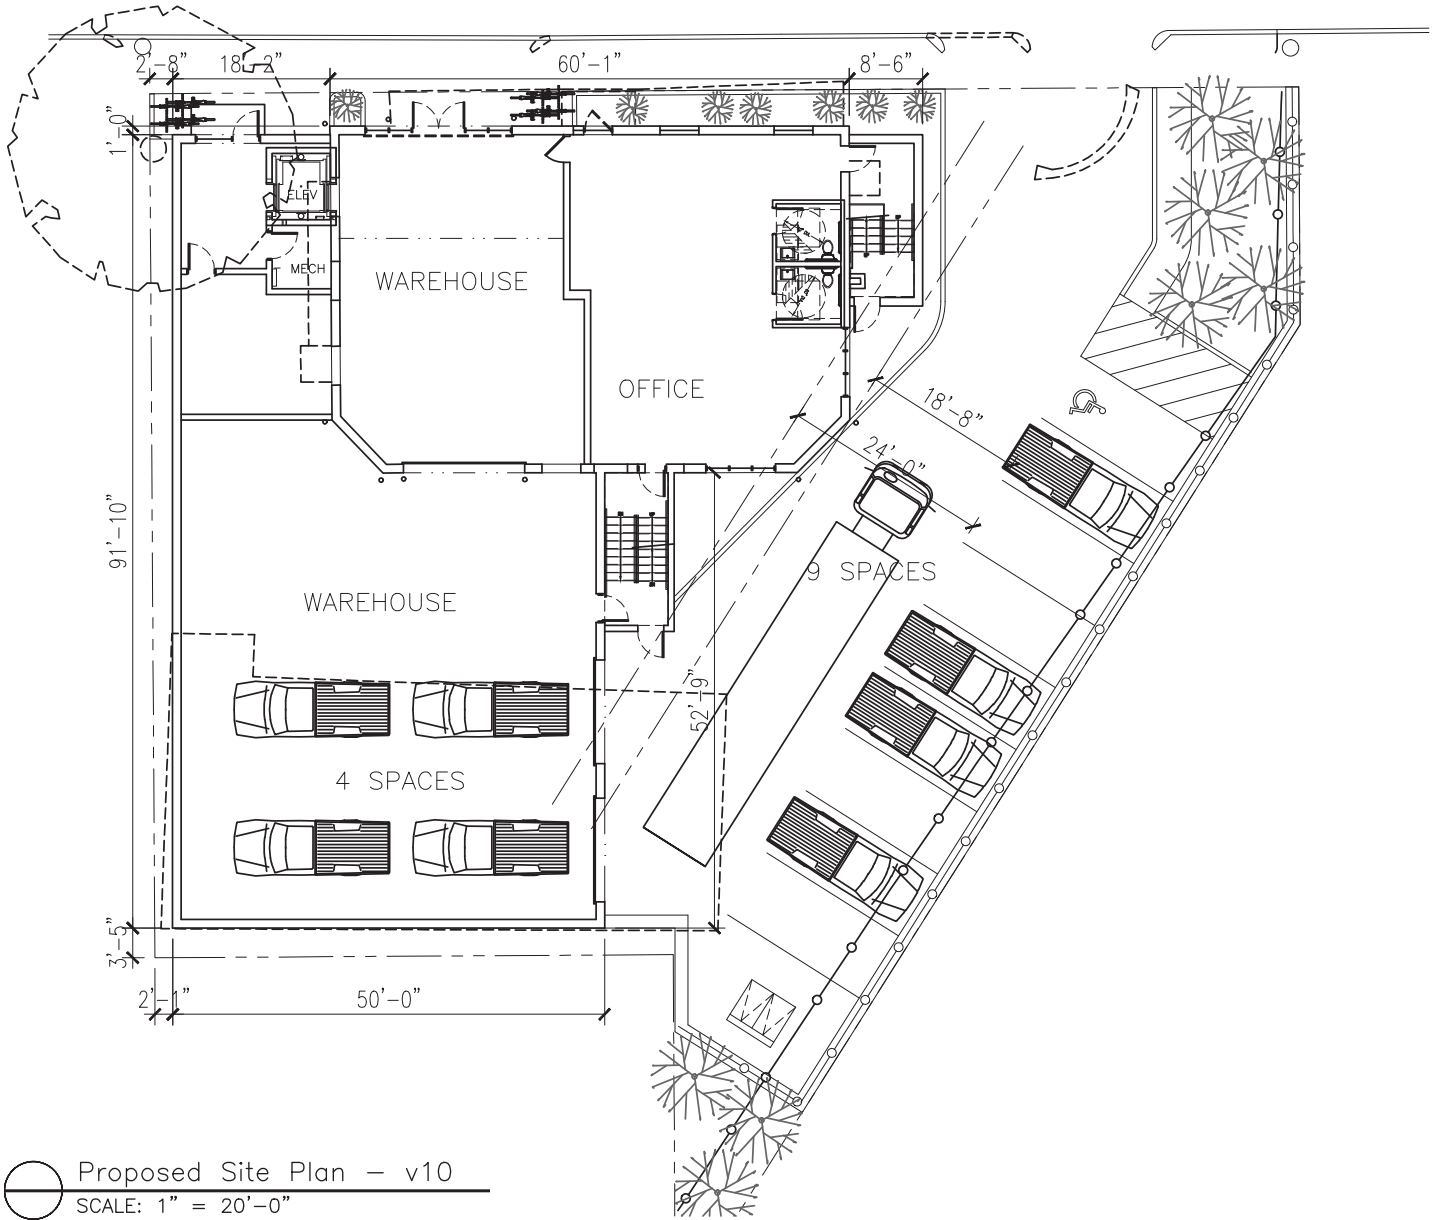 2'-8" 18'-2" 60'-1" 8'-6"
1'-0"
ELEV
MECH
WAREHOUSE
OFFICE
18'-8"
24'-0"
91'-10"
9 SPACES
WAREHOUSE
52'-9"
4 SPACES
3'-5"
2'-1" 50'-0"
Proposed Site Plan - v10
SCALE: 1" = 20'-0"